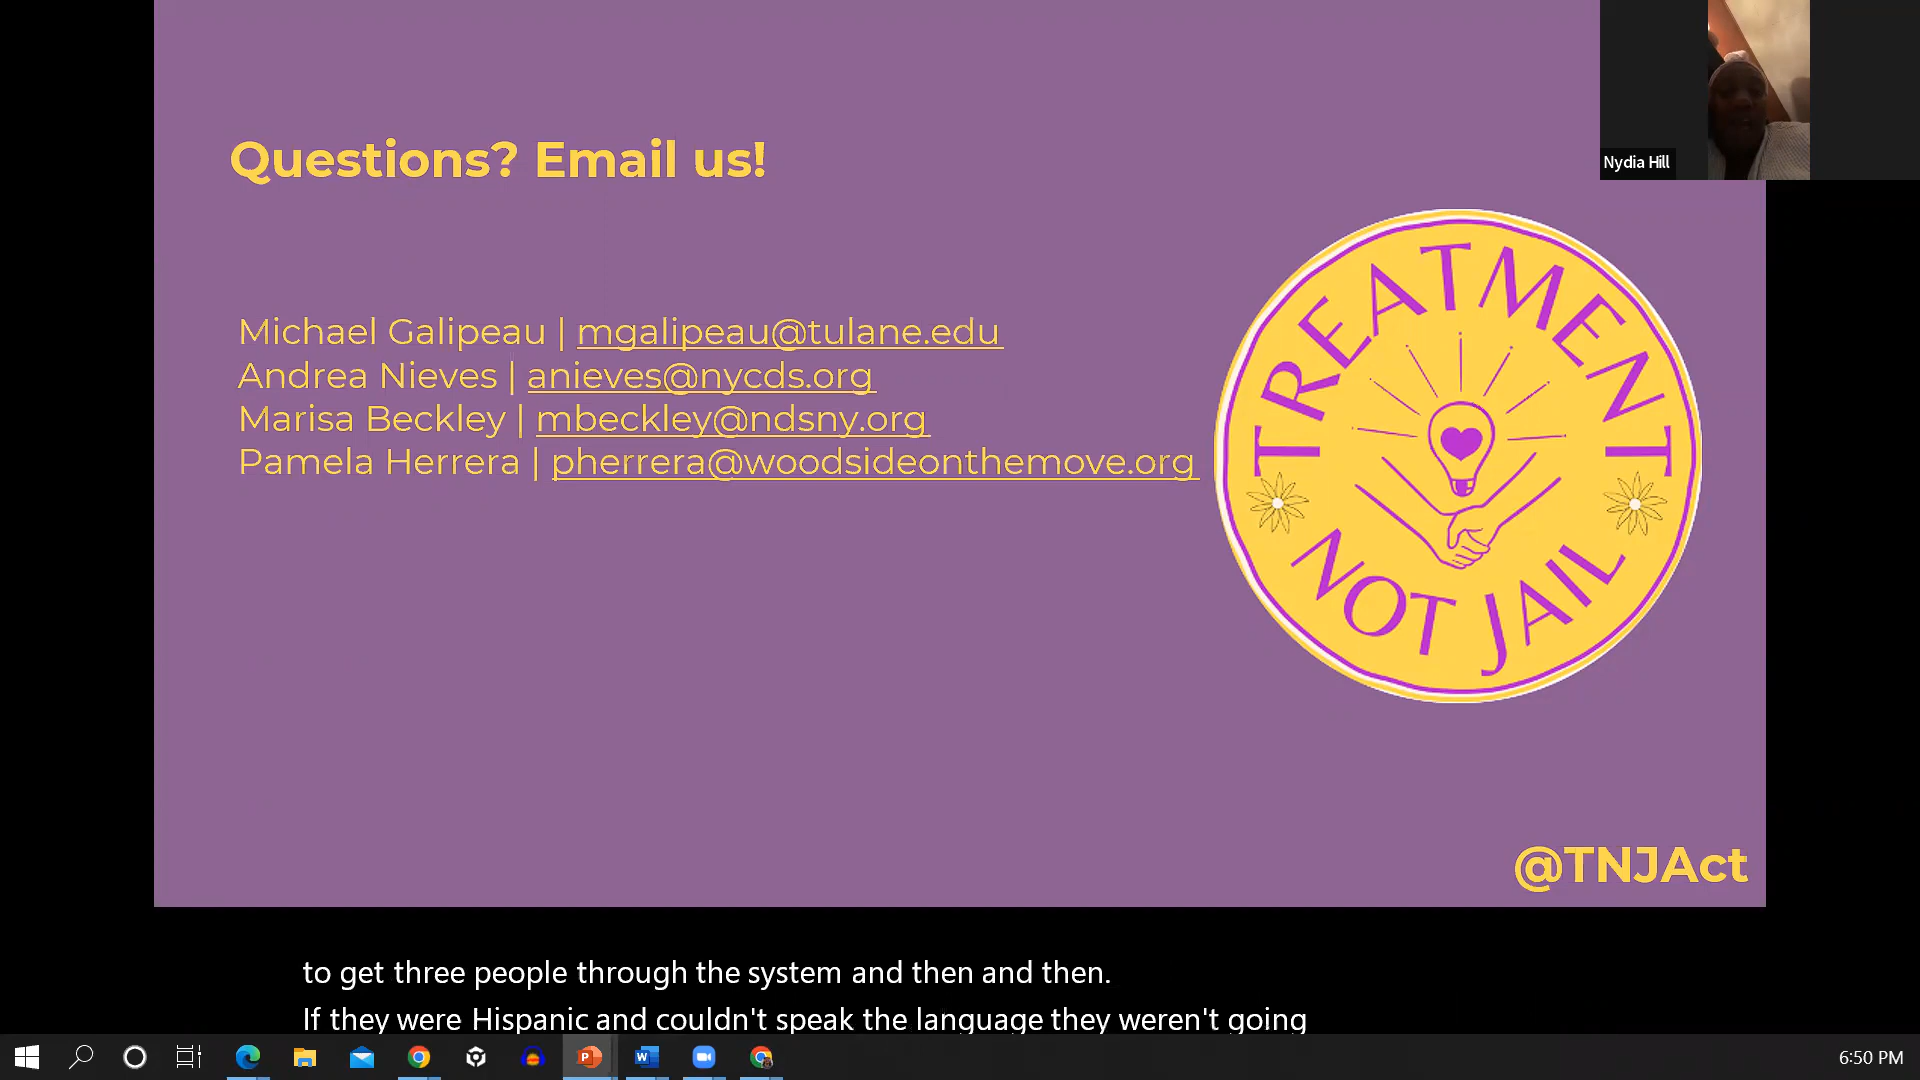 Questions? Email us!
Nydia Hill
Michael Galipeau | mgalipeau@tulane.edu
Andrea Nieves | anieves@nycds.org
Marisa Beckley | mbeckley@ndsny.org
Pamela Herrera | pherrera@woodsideonthemove.org
TREATMENT
NOT JAIL
@TNJAct
to get three people through the system and then and then.
If they were Hispanic and couldn't speak the language they weren't going
6:50 PM